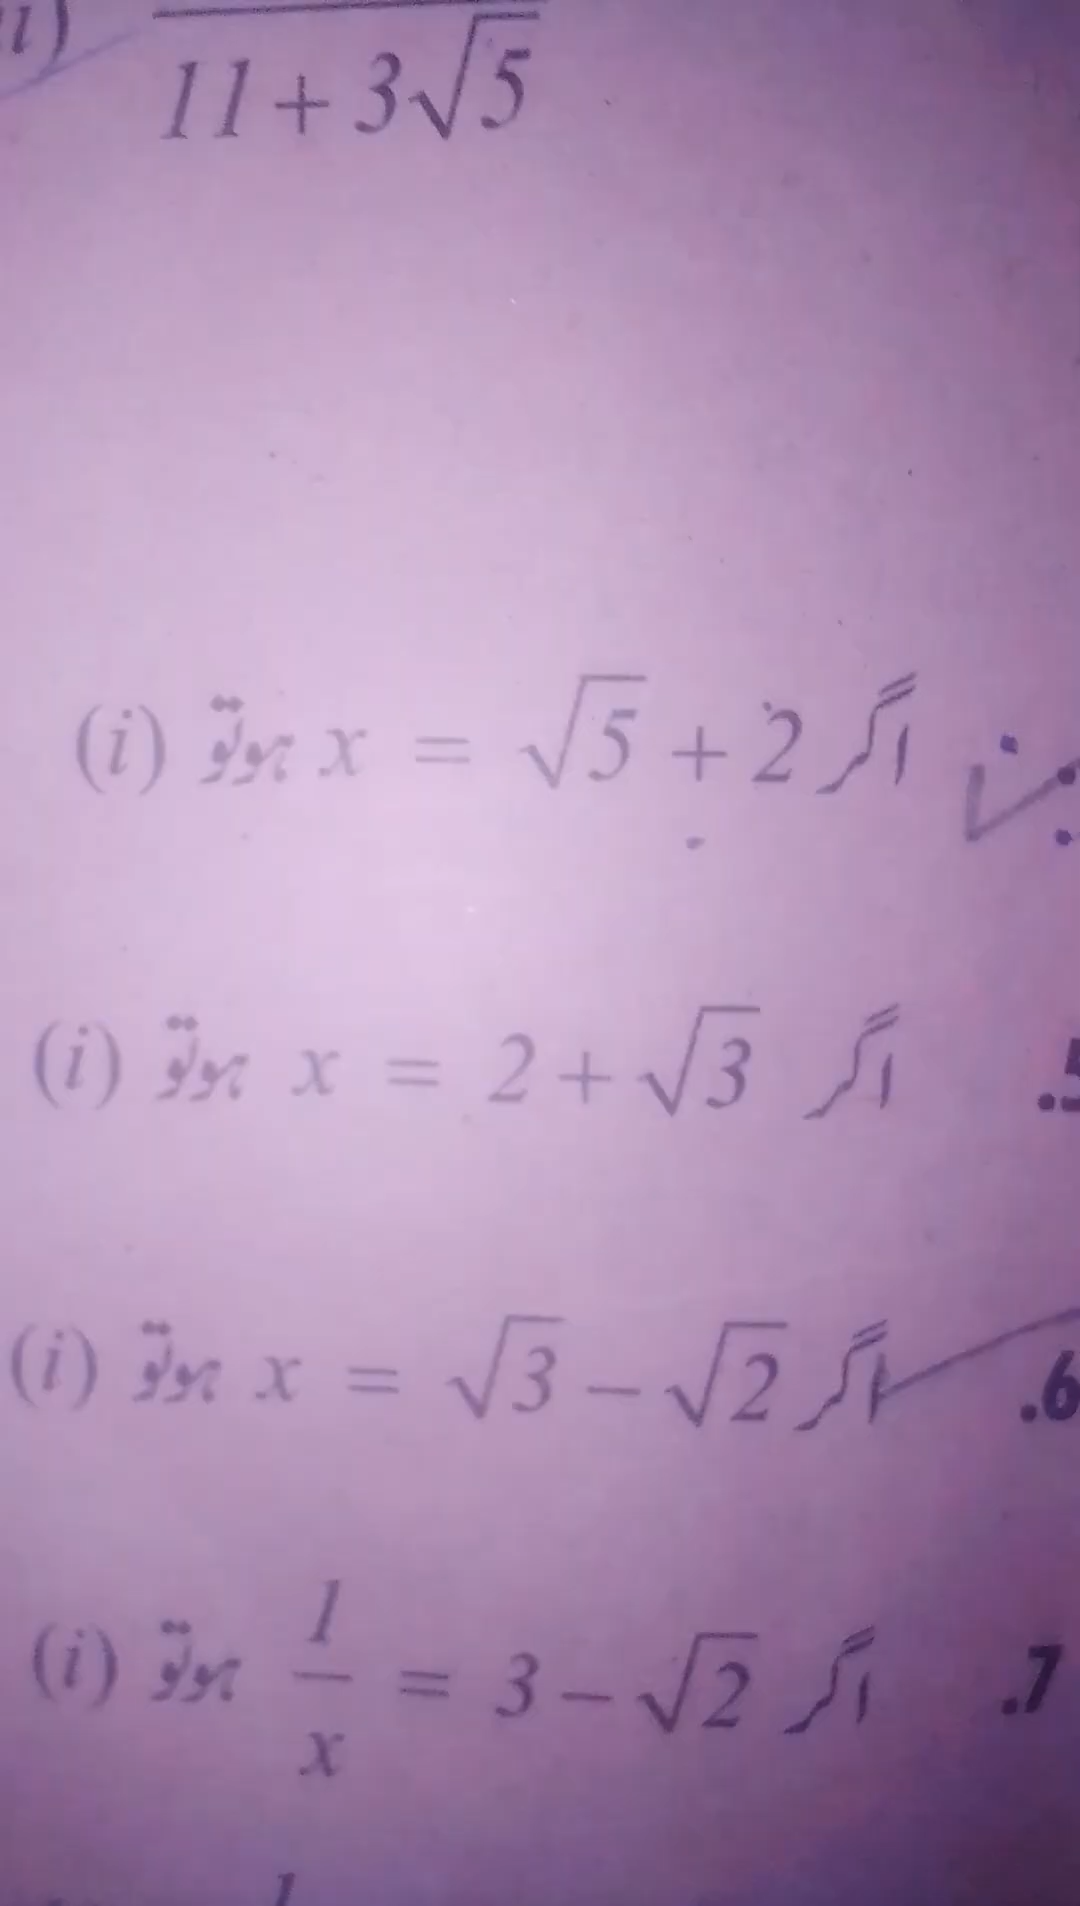 11 + 3√5
اگر x = √5 + 2 ہو تو (i)
.5 اگر x = 2 + √3 ہو تو (i)
.6 اگر x = √3 − √2 ہو تو (i)
.7 اگر 1/x = 3 − √2 ہو تو (i)